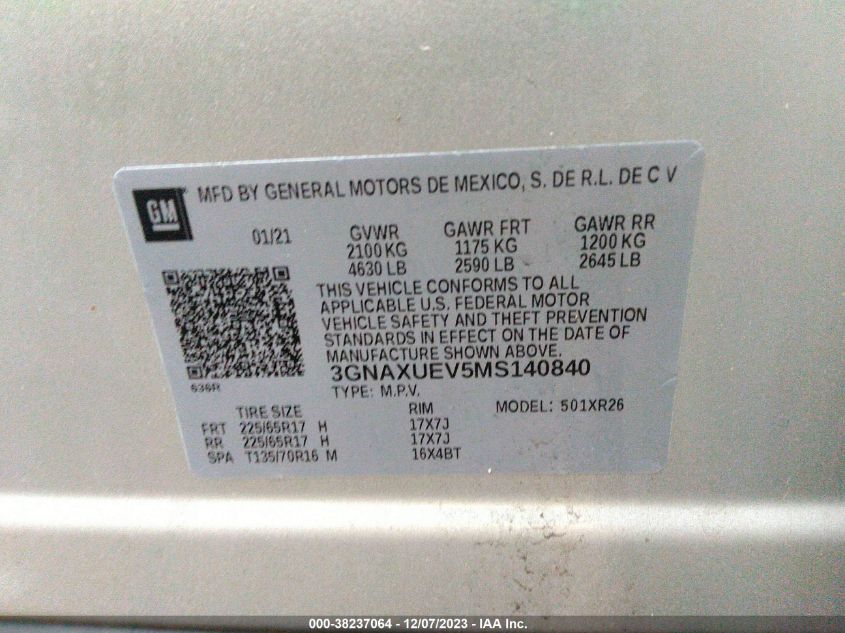 GM
MFD BY GENERAL MOTORS DE MEXICO, S. DE R.L. DE C V
01/21 GVWR GAWR FRT GAWR RR
2100 KG 1175 KG 1200 KG
4630 LB 2590 LB 2645 LB
THIS VEHICLE CONFORMS TO ALL
APPLICABLE U.S. FEDERAL MOTOR
VEHICLE SAFETY AND THEFT PREVENTION
STANDARDS IN EFFECT ON THE DATE OF
MANUFACTURE SHOWN ABOVE.
3GNAXUEV5MS140840
636R
TYPE: M.P.V.
TIRE SIZE RIM MODEL: 501XR26
FRT 225/65R17 H 17X7J
RR 225/65R17 H 17X7J
SPA T135/70R16 M 16X4BT
000-38237064 - 12/07/2023 - IAA Inc.